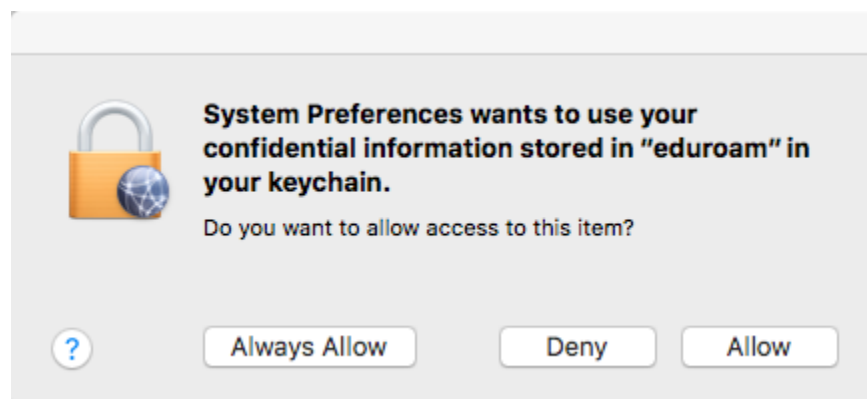 System Preferences wants to use your
confidential information stored in "eduroam" in
your keychain.
Do you want to allow access to this item?
?
Always Allow
Deny
Allow